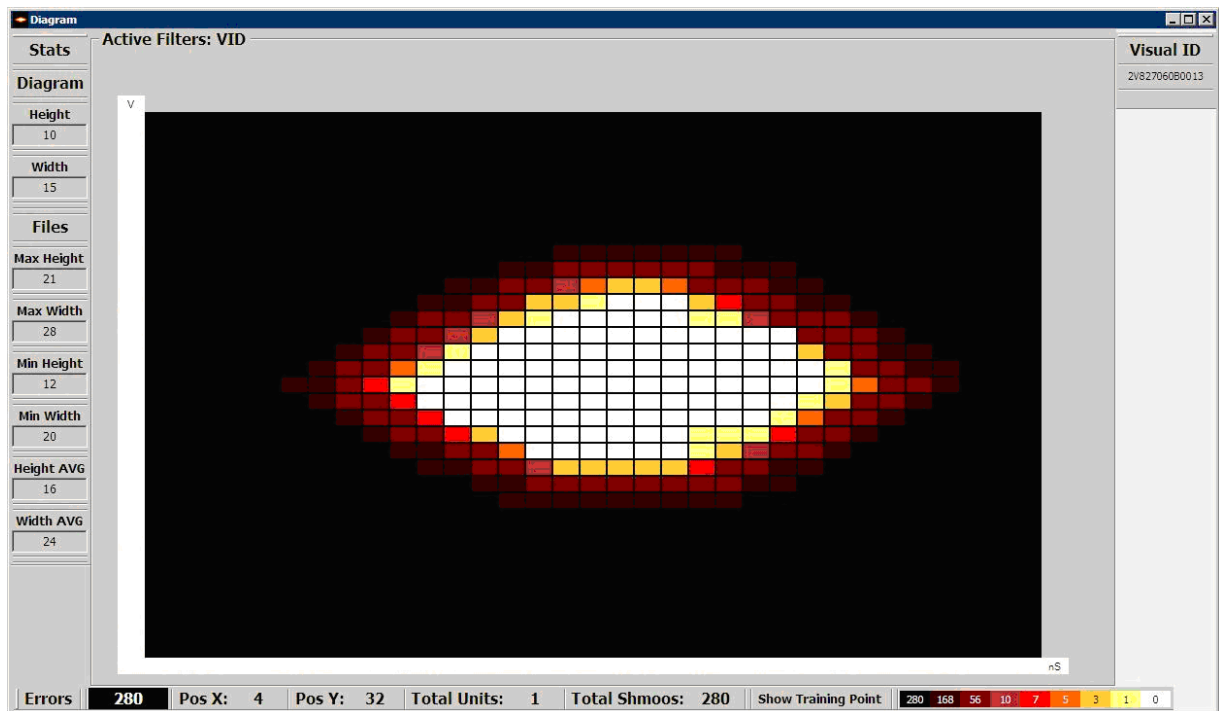 Diagram
Stats
Active Filters: VID
Visual ID
2V827060B0013
Diagram
Height
10
Width
15
Files
Max Height
21
Max Width
28
Min Height
12
Min Width
20
Height AVG
16
Width AVG
24
V
nS
Errors 280 Pos X: 4 Pos Y: 32 Total Units: 1 Total Shmoos: 280 Show Training Point 280 168 56 10 7 5 3 1 0